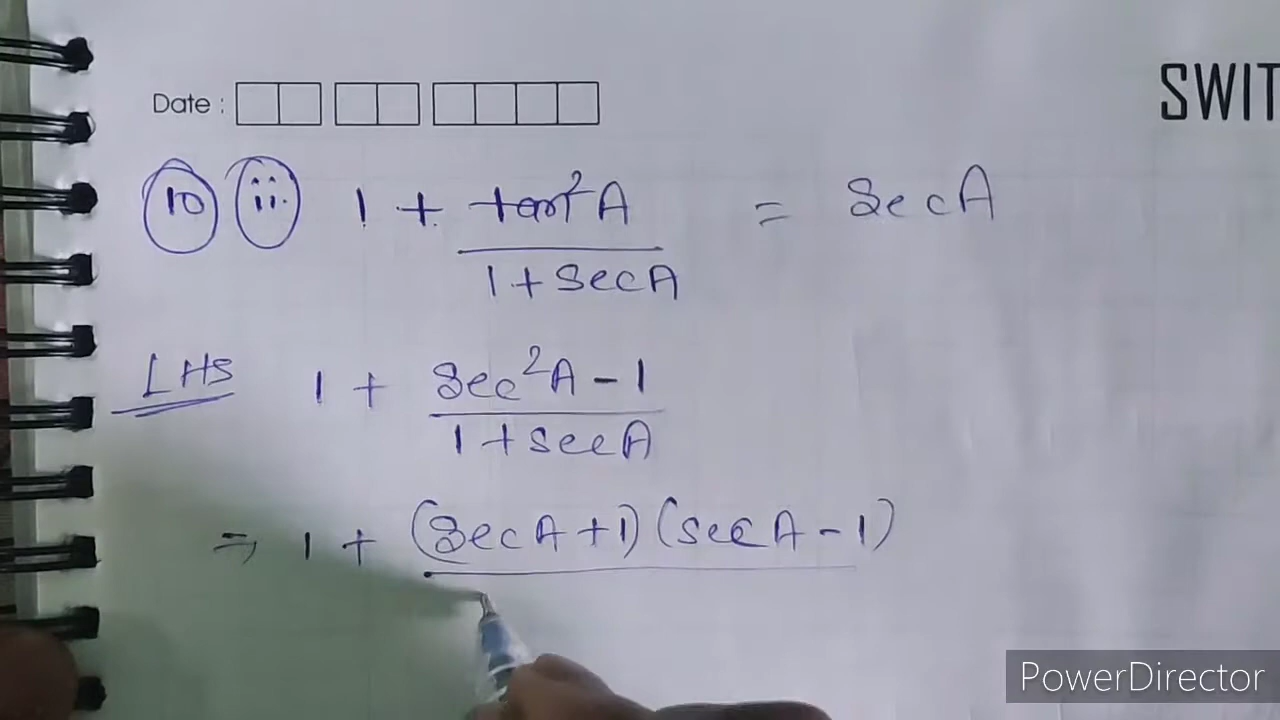 SWIT
Date :
10 ii. 1 + tan²A / 1 + SecA = SecA
LHS 1 + Sec²A - 1 / 1 + SecA
⇒ 1 + (SecA + 1) (SecA - 1)
PowerDirector